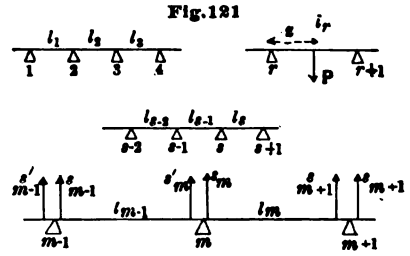 Fig.121
l1 l2 l3
1 2 3 4
z lr
r P r+1
ls-2 ls-1 ls
s-2 s-1 s s+1
s'm-1 sm-1 s'm sm s m+1 s m+1
lm-1 lm
m-1 m m+1